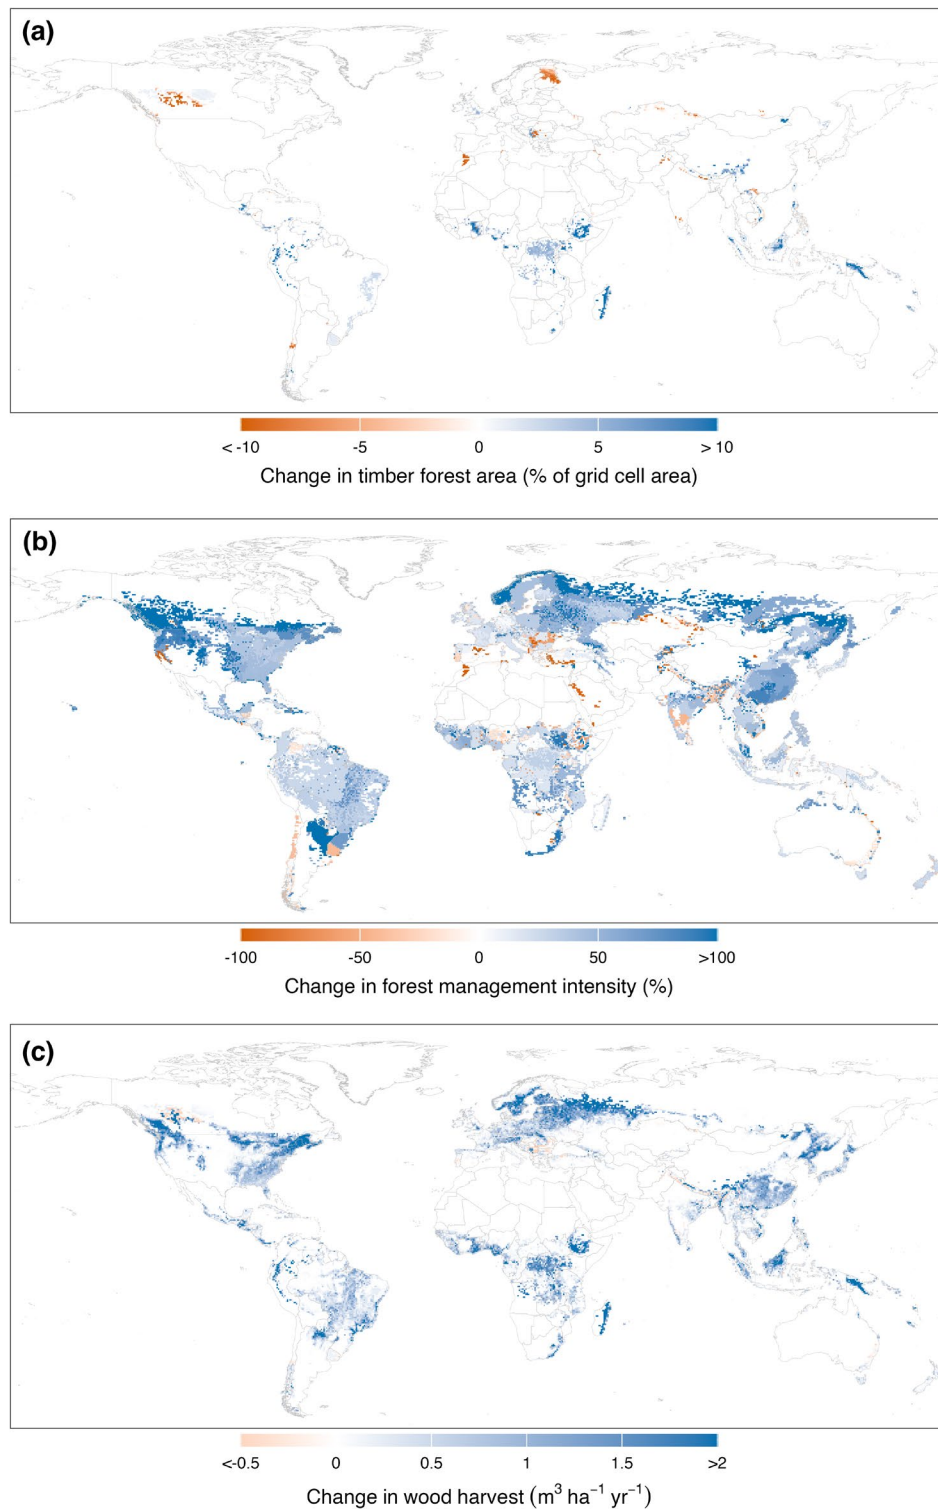 (a)
< -10 -5 0 5 > 10
Change in timber forest area (% of grid cell area)
(b)
-100 -50 0 50 >100
Change in forest management intensity (%)
(c)
<-0.5 0 0.5 1 1.5 >2
Change in wood harvest (m³ ha⁻¹ yr⁻¹)